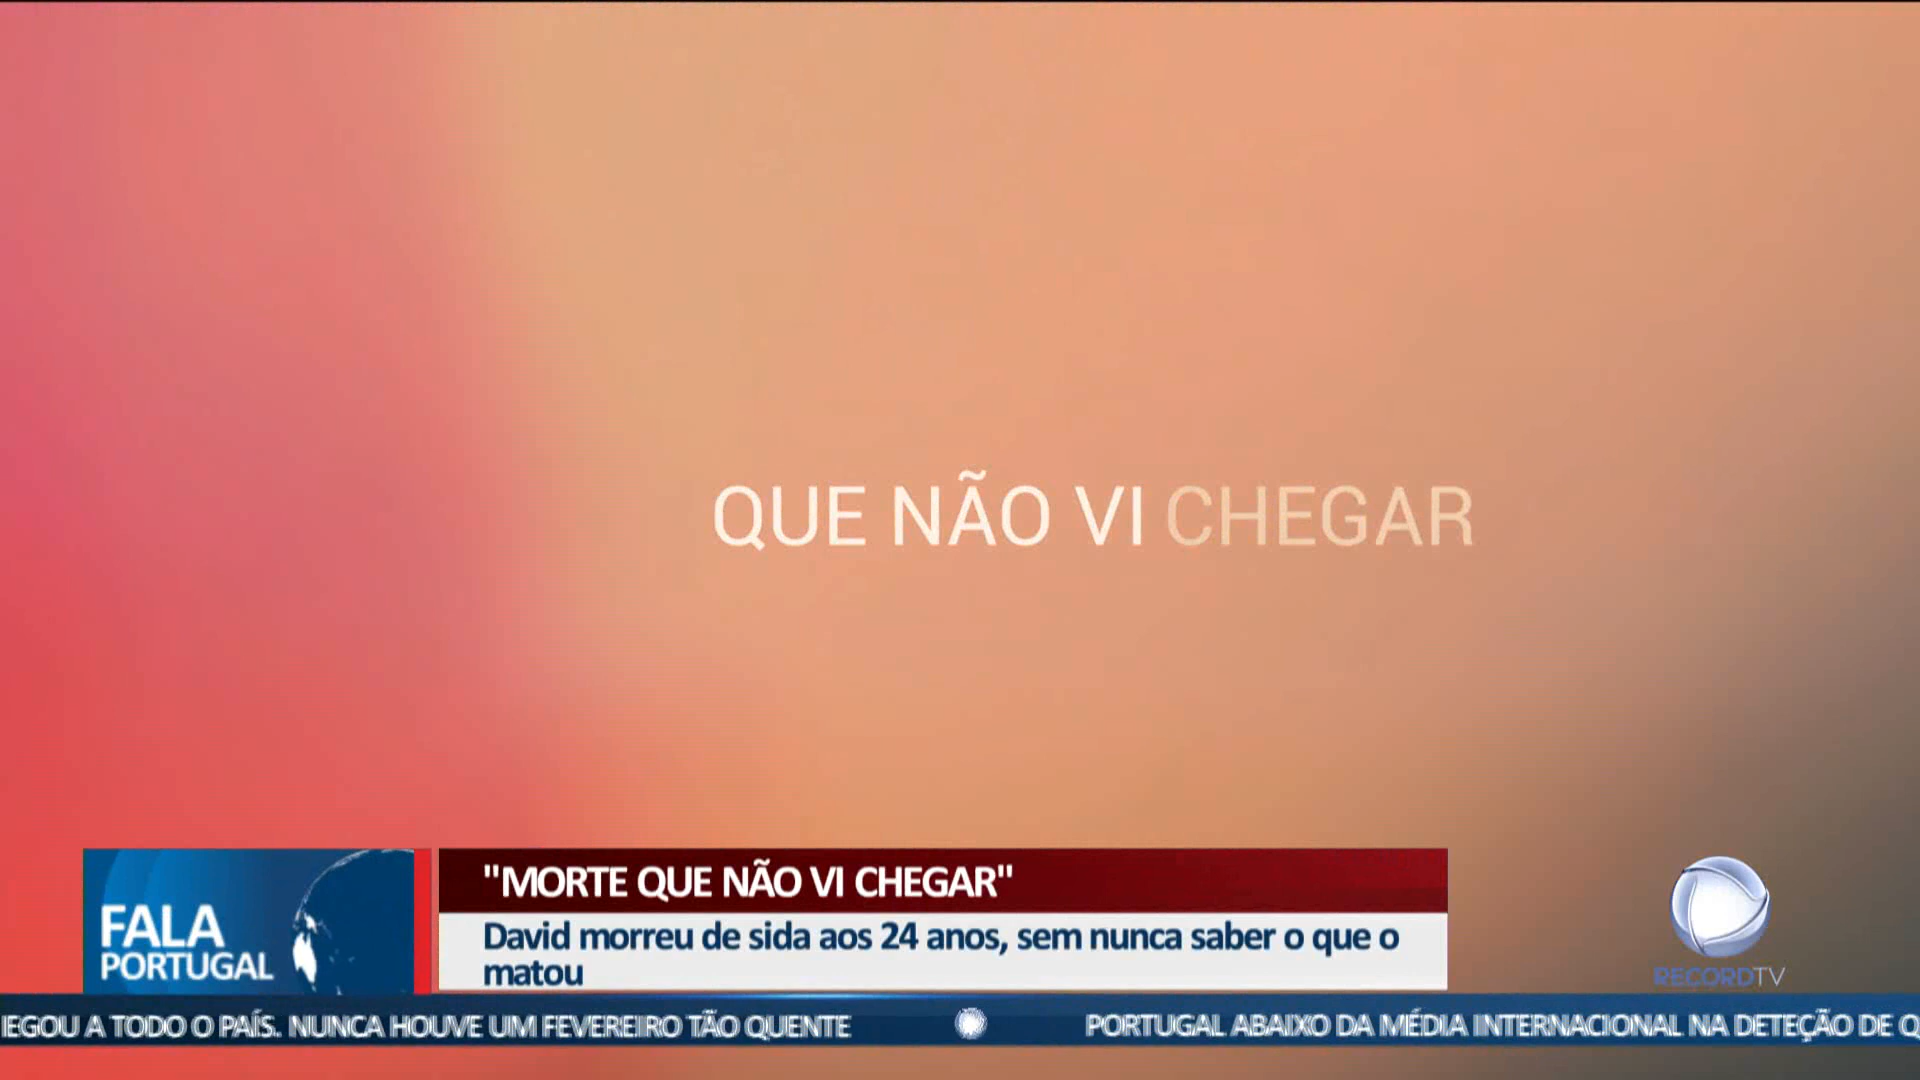 QUE NÃO VI CHEGAR
"MORTE QUE NÃO VI CHEGAR"
David morreu de sida aos 24 anos, sem nunca saber o que o
matou
FALA
PORTUGAL
RECORDTV
EGOU A TODO O PAÍS. NUNCA HOUVE UM FEVEREIRO TÃO QUENTE
PORTUGAL ABAIXO DA MÉDIA INTERNACIONAL NA DETEÇÃO DE Q